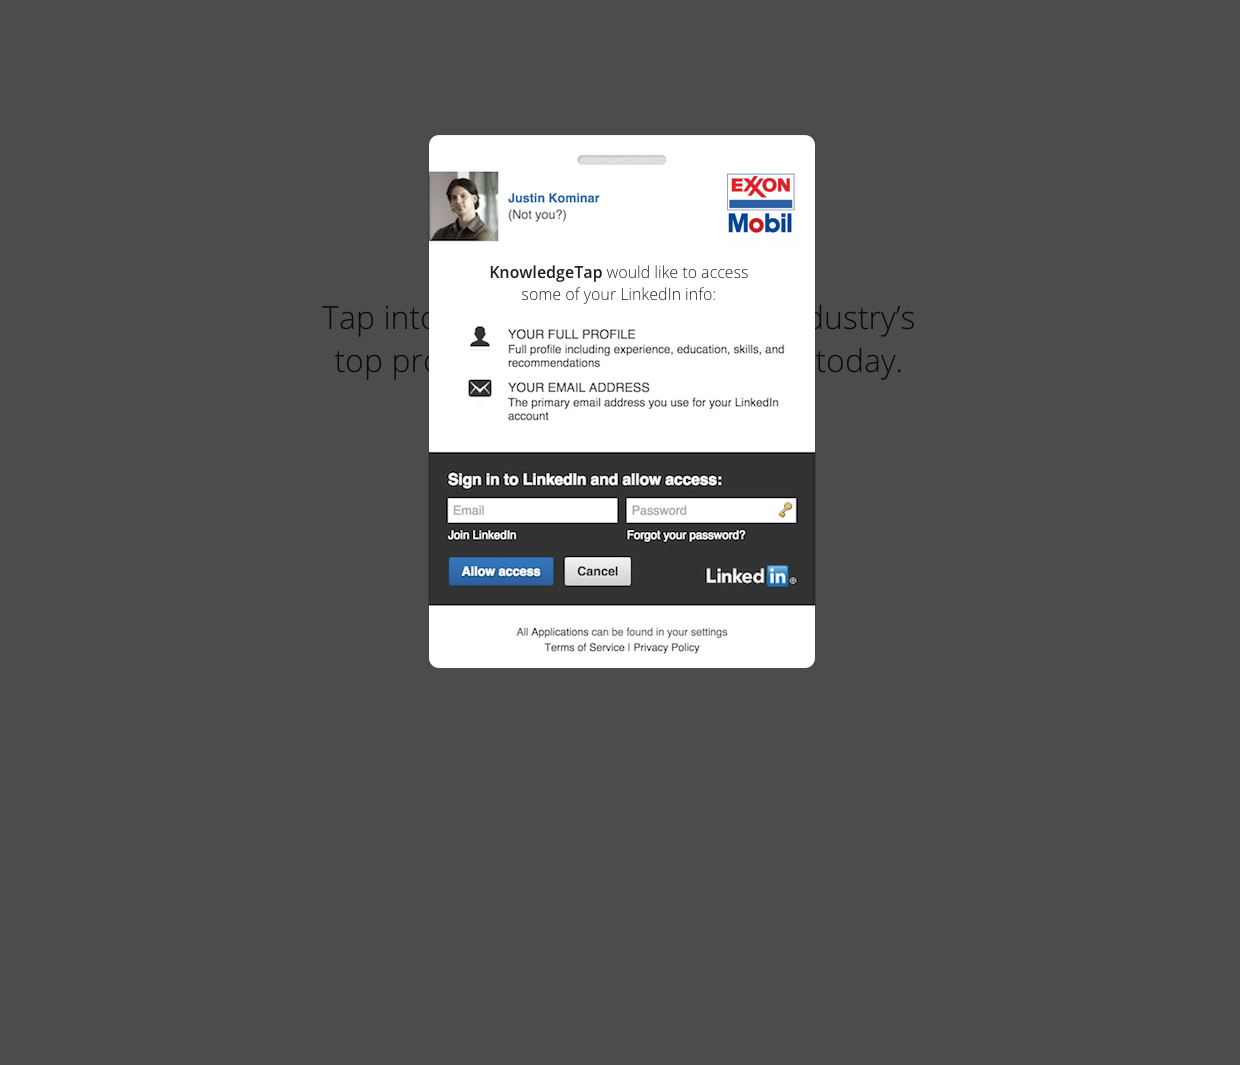 EXXON
Mobil
Justin Kominar
(Not you?)
KnowledgeTap would like to access
some of your LinkedIn info:
Tap into dustry’s
top pro today.
YOUR FULL PROFILE
Full profile including experience, education, skills, and
recommendations
YOUR EMAIL ADDRESS
The primary email address you use for your LinkedIn
account
Sign in to LinkedIn and allow access:
Email Password
Join LinkedIn Forgot your password?
Allow access Cancel Linked in ®
All Applications can be found in your settings
Terms of Service | Privacy Policy